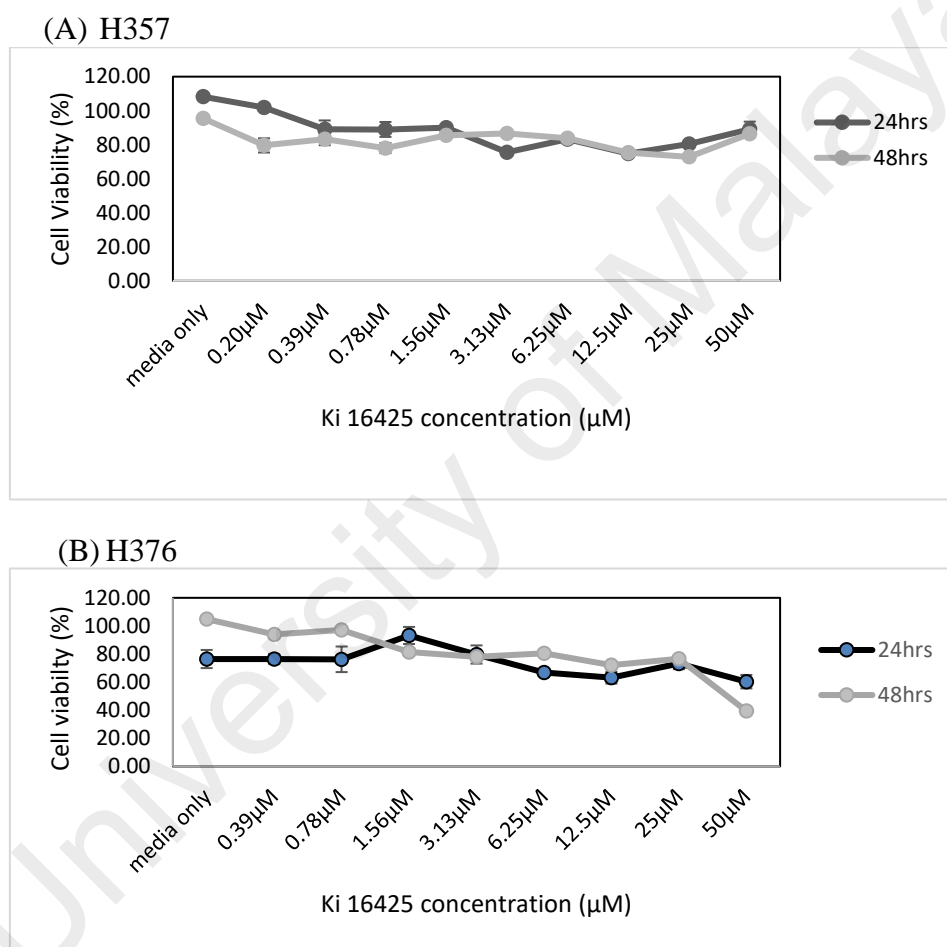 (A) H357
120.00
100.00
80.00
60.00
40.00
20.00
0.00
Cell Viability (%)
media only
0.20µM
0.39µM
0.78µM
1.56µM
3.13µM
6.25µM
12.5µM
25µM
50µM
Ki 16425 concentration (µM)
24hrs
48hrs
(B) H376
120.00
100.00
80.00
60.00
40.00
20.00
0.00
Cell viability (%)
media only
0.39µM
0.78µM
1.56µM
3.13µM
6.25µM
12.5µM
25µM
50µM
Ki 16425 concentration (µM)
24hrs
48hrs
University of Malaya